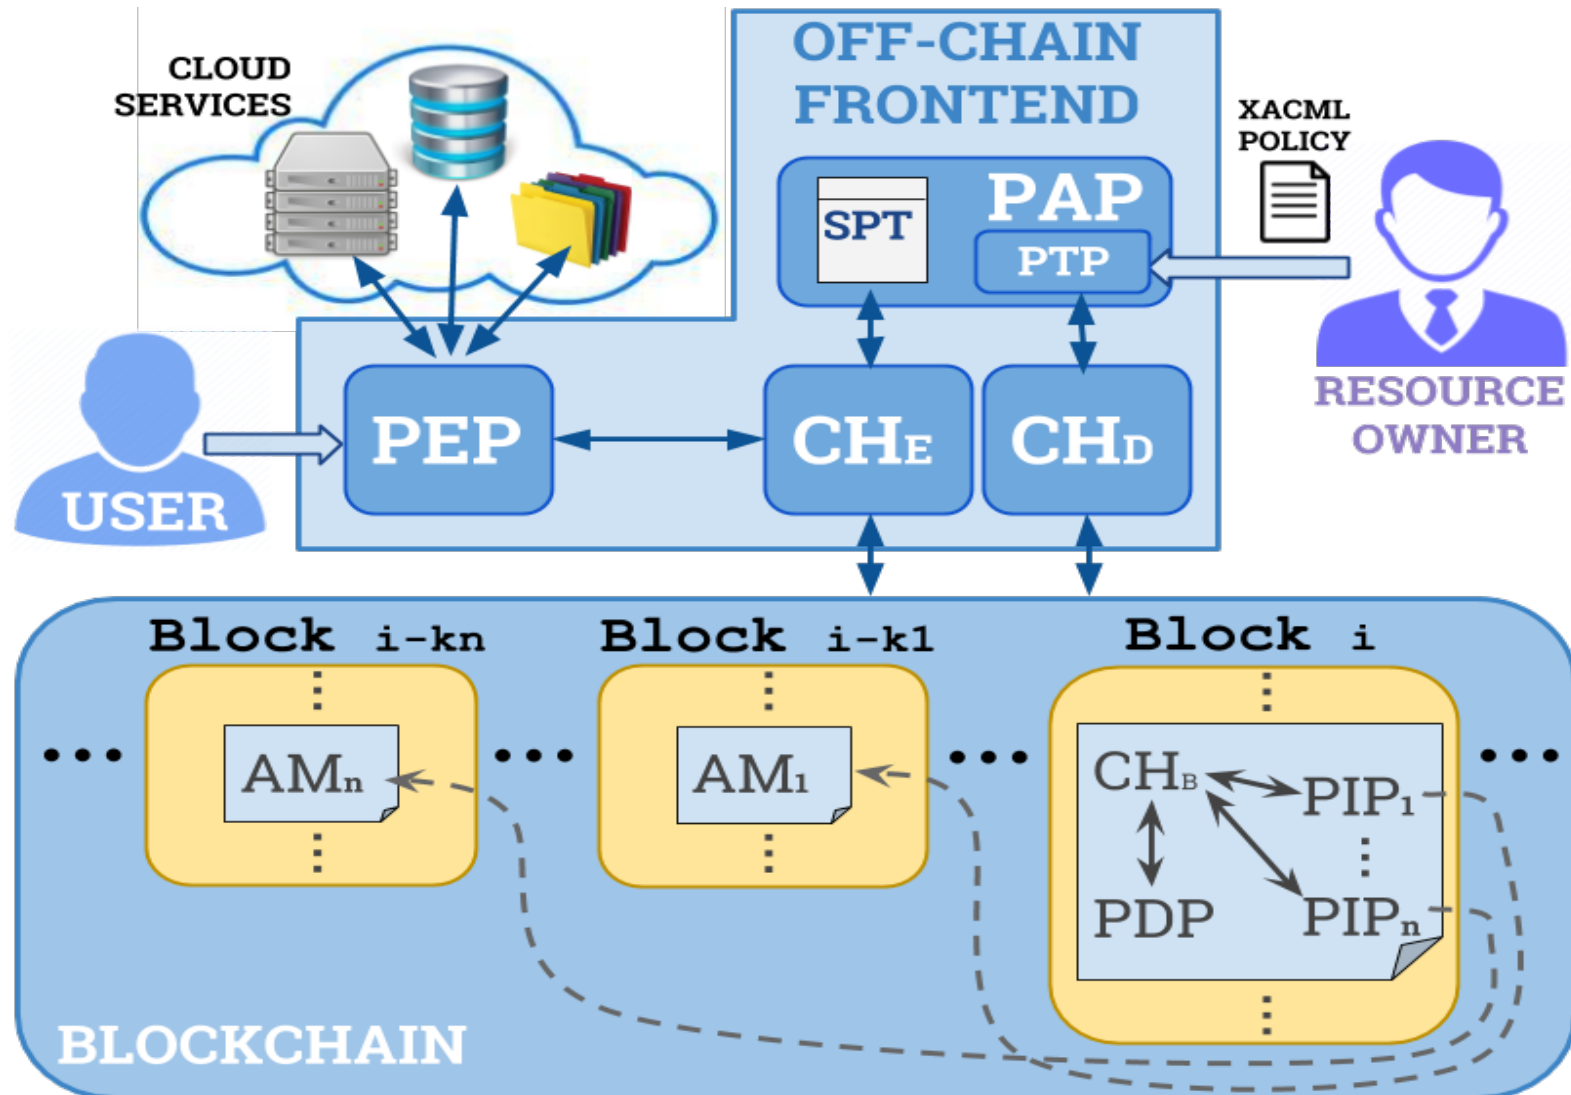 OFF-CHAIN
FRONTEND
CLOUD
SERVICES
XACML
POLICY
SPT
PAP
PTP
RESOURCE
OWNER
USER
PEP
CHE
CHD
Block i-kn
Block i-k1
Block i
AMn
AM1
CHB
PIP1
PDP
PIPn
BLOCKCHAIN